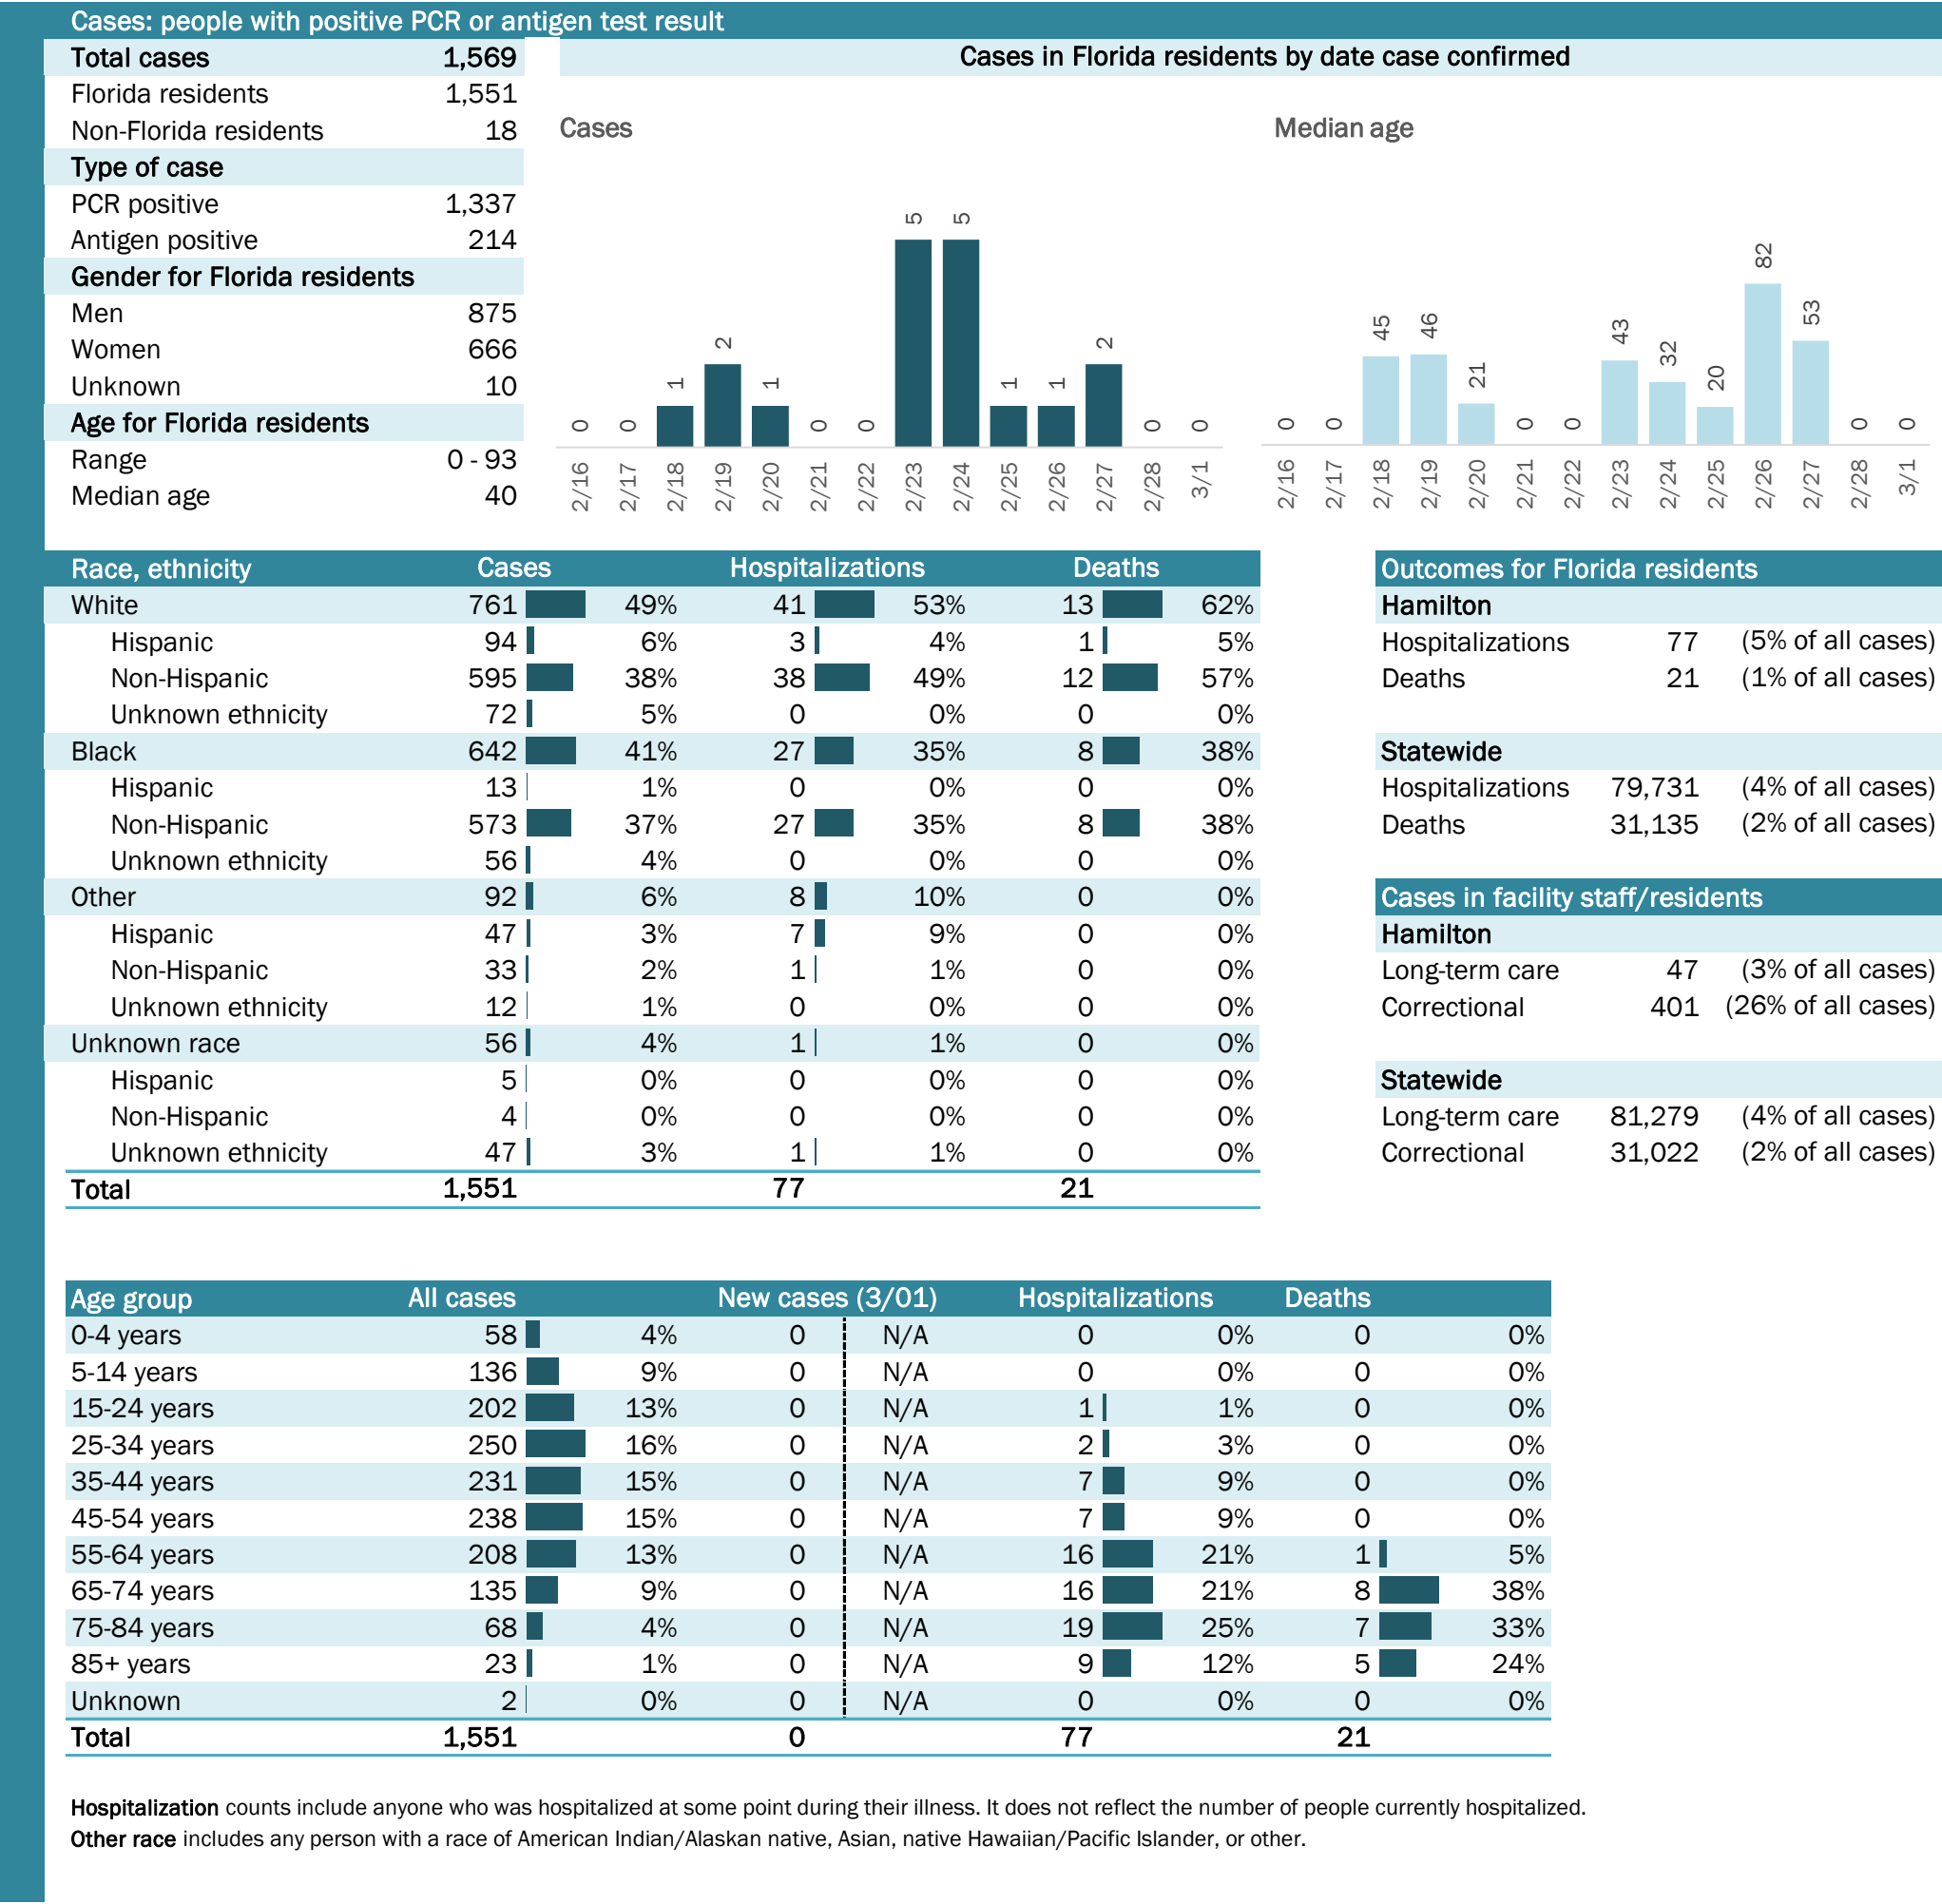 Cases: people with positive PCR or antigen test result
Total cases 1,569
Florida residents 1,551
Non-Florida residents 18
Type of case
PCR positive 1,337
Antigen positive 214
Gender for Florida residents
Men 875
Women 666
Unknown 10
Age for Florida residents
Range 0 - 93
Median age 40
Cases in Florida residents by date case confirmed
Cases
0 0 1 2 1 0 0 5 5 1 1 2 0 0
2/16 2/17 2/18 2/19 2/20 2/21 2/22 2/23 2/24 2/25 2/26 2/27 2/28 3/1
Median age
0 0 45 46 21 0 0 43 32 20 82 53 0 0
2/16 2/17 2/18 2/19 2/20 2/21 2/22 2/23 2/24 2/25 2/26 2/27 2/28 3/1
Race, ethnicity Cases Hospitalizations Deaths
White 761 49% 41 53% 13 62%
Hispanic 94 6% 3 4% 1 5%
Non-Hispanic 595 38% 38 49% 12 57%
Unknown ethnicity 72 5% 0 0% 0 0%
Black 642 41% 27 35% 8 38%
Hispanic 13 1% 0 0% 0 0%
Non-Hispanic 573 37% 27 35% 8 38%
Unknown ethnicity 56 4% 0 0% 0 0%
Other 92 6% 8 10% 0 0%
Hispanic 47 3% 7 9% 0 0%
Non-Hispanic 33 2% 1 1% 0 0%
Unknown ethnicity 12 1% 0 0% 0 0%
Unknown race 56 4% 1 1% 0 0%
Hispanic 5 0% 0 0% 0 0%
Non-Hispanic 4 0% 0 0% 0 0%
Unknown ethnicity 47 3% 1 1% 0 0%
Total 1,551 77 21
Outcomes for Florida residents
Hamilton
Hospitalizations 77 (5% of all cases)
Deaths 21 (1% of all cases)
Statewide
Hospitalizations 79,731 (4% of all cases)
Deaths 31,135 (2% of all cases)
Cases in facility staff/residents
Hamilton
Long-term care 47 (3% of all cases)
Correctional 401 (26% of all cases)
Statewide
Long-term care 81,279 (4% of all cases)
Correctional 31,022 (2% of all cases)
Age group All cases New cases (3/01) Hospitalizations Deaths
0-4 years 58 4% 0 N/A 0 0% 0 0%
5-14 years 136 9% 0 N/A 0 0% 0 0%
15-24 years 202 13% 0 N/A 1 1% 0 0%
25-34 years 250 16% 0 N/A 2 3% 0 0%
35-44 years 231 15% 0 N/A 7 9% 0 0%
45-54 years 238 15% 0 N/A 7 9% 0 0%
55-64 years 208 13% 0 N/A 16 21% 1 5%
65-74 years 135 9% 0 N/A 16 21% 8 38%
75-84 years 68 4% 0 N/A 19 25% 7 33%
85+ years 23 1% 0 N/A 9 12% 5 24%
Unknown 2 0% 0 N/A 0 0% 0 0%
Total 1,551 0 77 21
Hospitalization counts include anyone who was hospitalized at some point during their illness. It does not reflect the number of people currently hospitalized.
Other race includes any person with a race of American Indian/Alaskan native, Asian, native Hawaiian/Pacific Islander, or other.